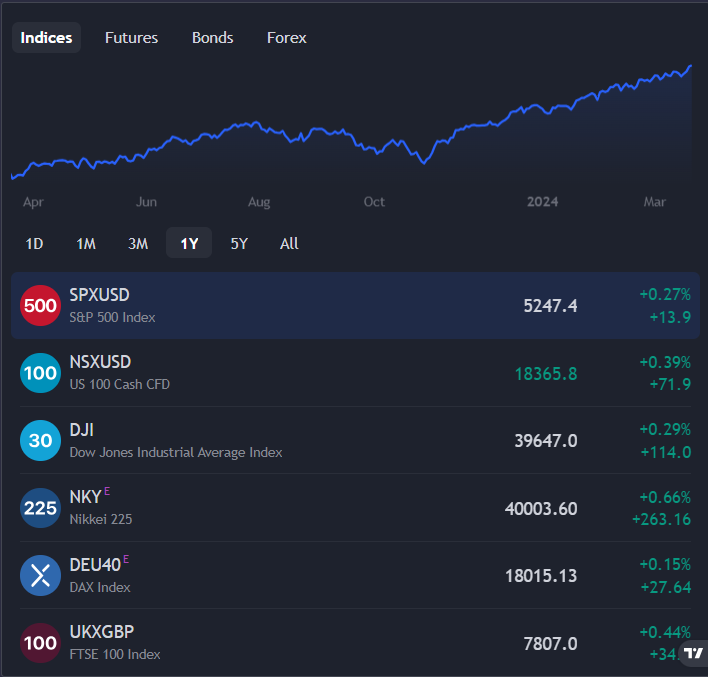 Indices Futures Bonds Forex
Apr Jun Aug Oct 2024 Mar
1D 1M 3M 1Y 5Y All
500 SPXUSD 5247.4 +0.27%
S&P 500 Index +13.9
100 NSXUSD 18365.8 +0.39%
US 100 Cash CFD +71.9
30 DJI 39647.0 +0.29%
Dow Jones Industrial Average Index +114.0
225 NKY E 40003.60 +0.66%
Nikkei 225 +263.16
DEU40 E 18015.13 +0.15%
DAX Index +27.64
100 UKXGBP 7807.0 +0.44%
FTSE 100 Index +34.